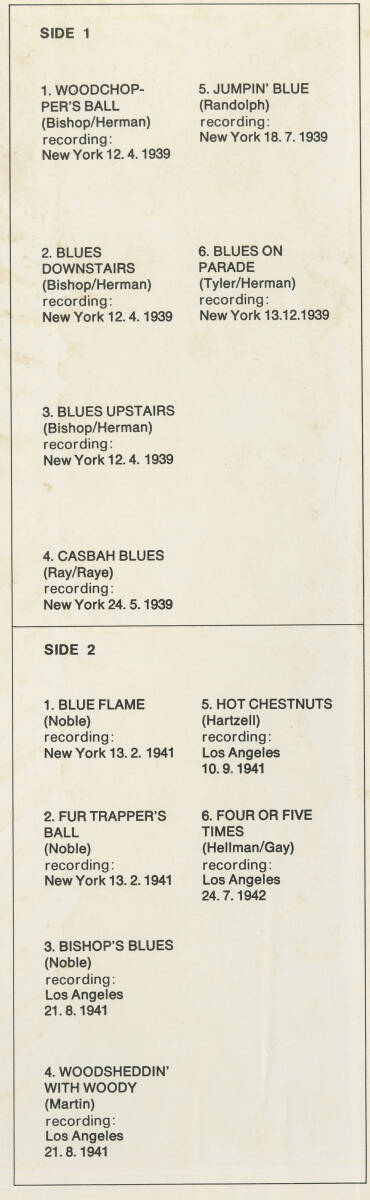 SIDE 1
1. WOODCHOP-
PER'S BALL
(Bishop/Herman)
recording:
New York 12. 4. 1939
2. BLUES
DOWNSTAIRS
(Bishop/Herman)
recording:
New York 12. 4. 1939
3. BLUES UPSTAIRS
(Bishop/Herman)
recording:
New York 12. 4. 1939
4. CASBAH BLUES
(Ray/Raye)
recording:
New York 24. 5. 1939
5. JUMPIN' BLUE
(Randolph)
recording:
New York 18. 7. 1939
6. BLUES ON
PARADE
(Tyler/Herman)
recording:
New York 13.12.1939
SIDE 2
1. BLUE FLAME
(Noble)
recording:
New York 13. 2. 1941
2. FUR TRAPPER'S
BALL
(Noble)
recording:
New York 13. 2. 1941
3. BISHOP'S BLUES
(Noble)
recording:
Los Angeles
21. 8. 1941
4. WOODSHEDDIN'
WITH WOODY
(Martin)
recording:
Los Angeles
21. 8. 1941
5. HOT CHESTNUTS
(Hartzell)
recording:
Los Angeles
10. 9. 1941
6. FOUR OR FIVE
TIMES
(Hellman/Gay)
recording:
Los Angeles
24. 7. 1942